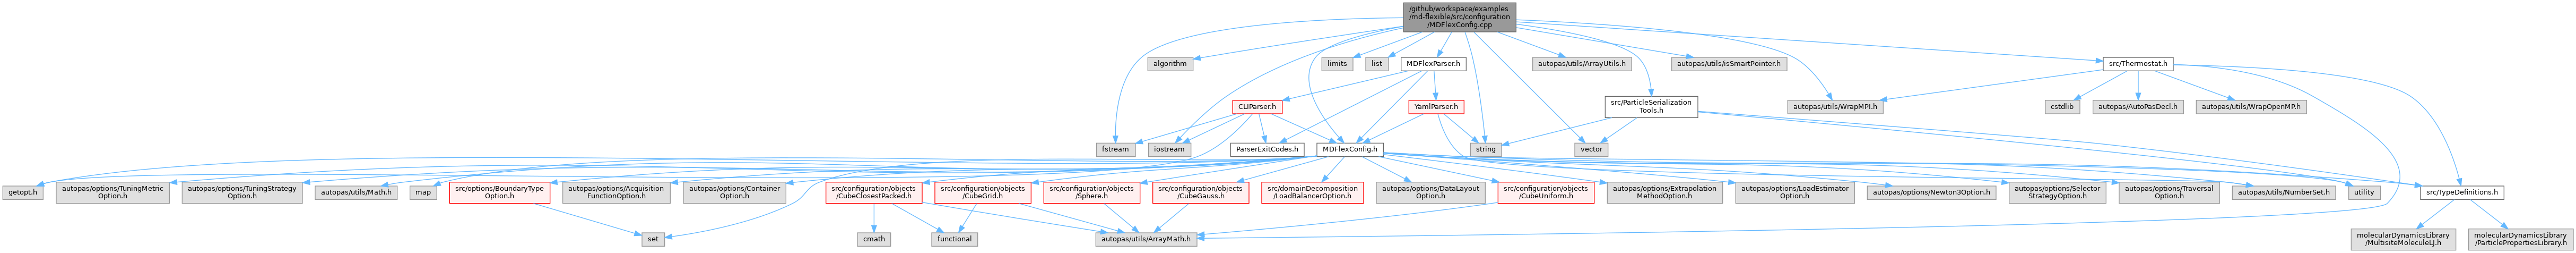 /github/workspace/examples
/md-flexible/src/configuration
/MDFlexConfig.cpp
algorithm
limits
list
MDFlexParser.h
autopas/utils/ArrayUtils.h
autopas/utils/isSmartPointer.h
src/Thermostat.h
CLIParser.h
YamlParser.h
src/ParticleSerialization
Tools.h
autopas/utils/WrapMPI.h
cstdlib
autopas/AutoPasDecl.h
autopas/utils/WrapOpenMP.h
fstream
iostream
ParserExitCodes.h
MDFlexConfig.h
string
vector
getopt.h
autopas/options/TuningMetric
Option.h
autopas/options/TuningStrategy
Option.h
autopas/utils/Math.h
map
src/options/BoundaryType
Option.h
autopas/options/Acquisition
FunctionOption.h
autopas/options/Container
Option.h
src/configuration/objects
/CubeClosestPacked.h
src/configuration/objects
/CubeGrid.h
src/configuration/objects
/Sphere.h
src/configuration/objects
/CubeGauss.h
src/domainDecomposition
/LoadBalancerOption.h
autopas/options/DataLayout
Option.h
src/configuration/objects
/CubeUniform.h
autopas/options/Extrapolation
MethodOption.h
autopas/options/LoadEstimator
Option.h
autopas/options/Newton3Option.h
autopas/options/Selector
StrategyOption.h
autopas/options/Traversal
Option.h
autopas/utils/NumberSet.h
utility
src/TypeDefinitions.h
set
cmath
functional
autopas/utils/ArrayMath.h
molecularDynamicsLibrary
/MultisiteMoleculeLJ.h
molecularDynamicsLibrary
/ParticlePropertiesLibrary.h